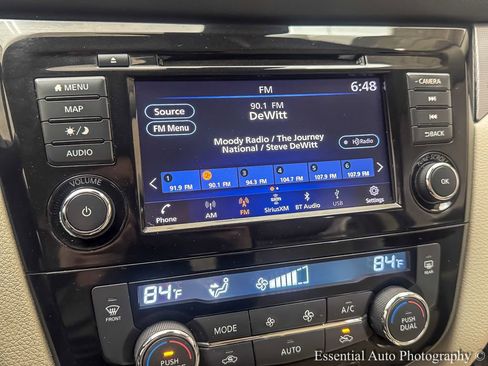 MENU
MAP
AUDIO
VOLUME
FM
6:48
Source
FM Menu
90.1 FM
DeWitt
Moody Radio / The Journey
National / Steve DeWitt
HD Radio
1 91.9 FM
90.1 FM
3 94.3 FM
4 104.7 FM
5 107.9 FM
6 107.9 FM
Phone
AM
FM
SiriusXM
BT Audio
USB
Settings
CAMERA
BACK
TUNE·SCROLL
OK
84°F
84°F
FRONT
REAR
MODE
A/C
AUTO
PUSH
PUSH
DUAL
Essential Auto Photography